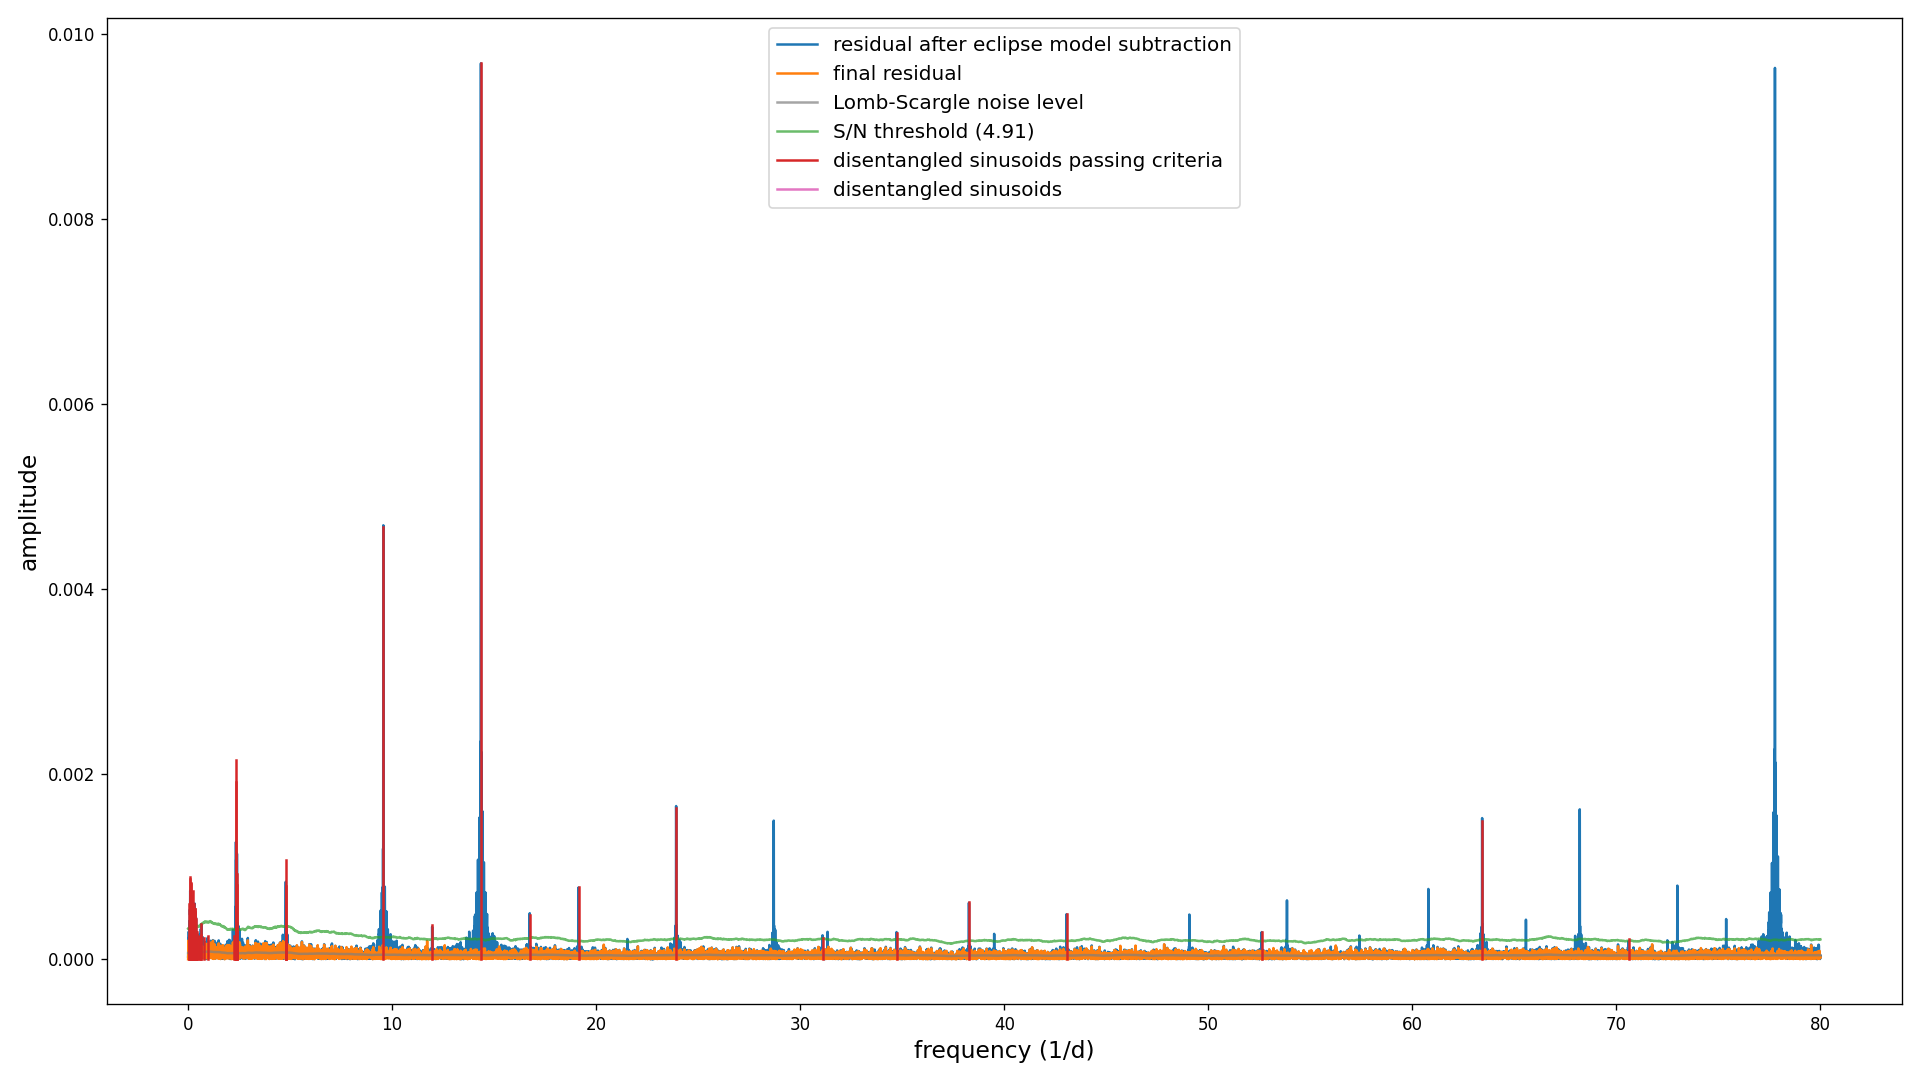 0.010
0.008
0.006
0.004
0.002
0.000
amplitude
residual after eclipse model subtraction
final residual
Lomb-Scargle noise level
S/N threshold (4.91)
disentangled sinusoids passing criteria
disentangled sinusoids
0 10 20 30 40 50 60 70 80
frequency (1/d)